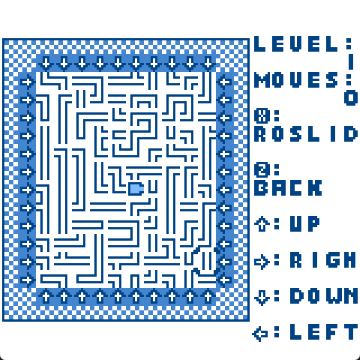 LEVEL:
1
MOVES:
0
:
ROSLID
:
BACK
⇧: UP
⇨: RIGH
⇩: DOWN
⇦: LEFT